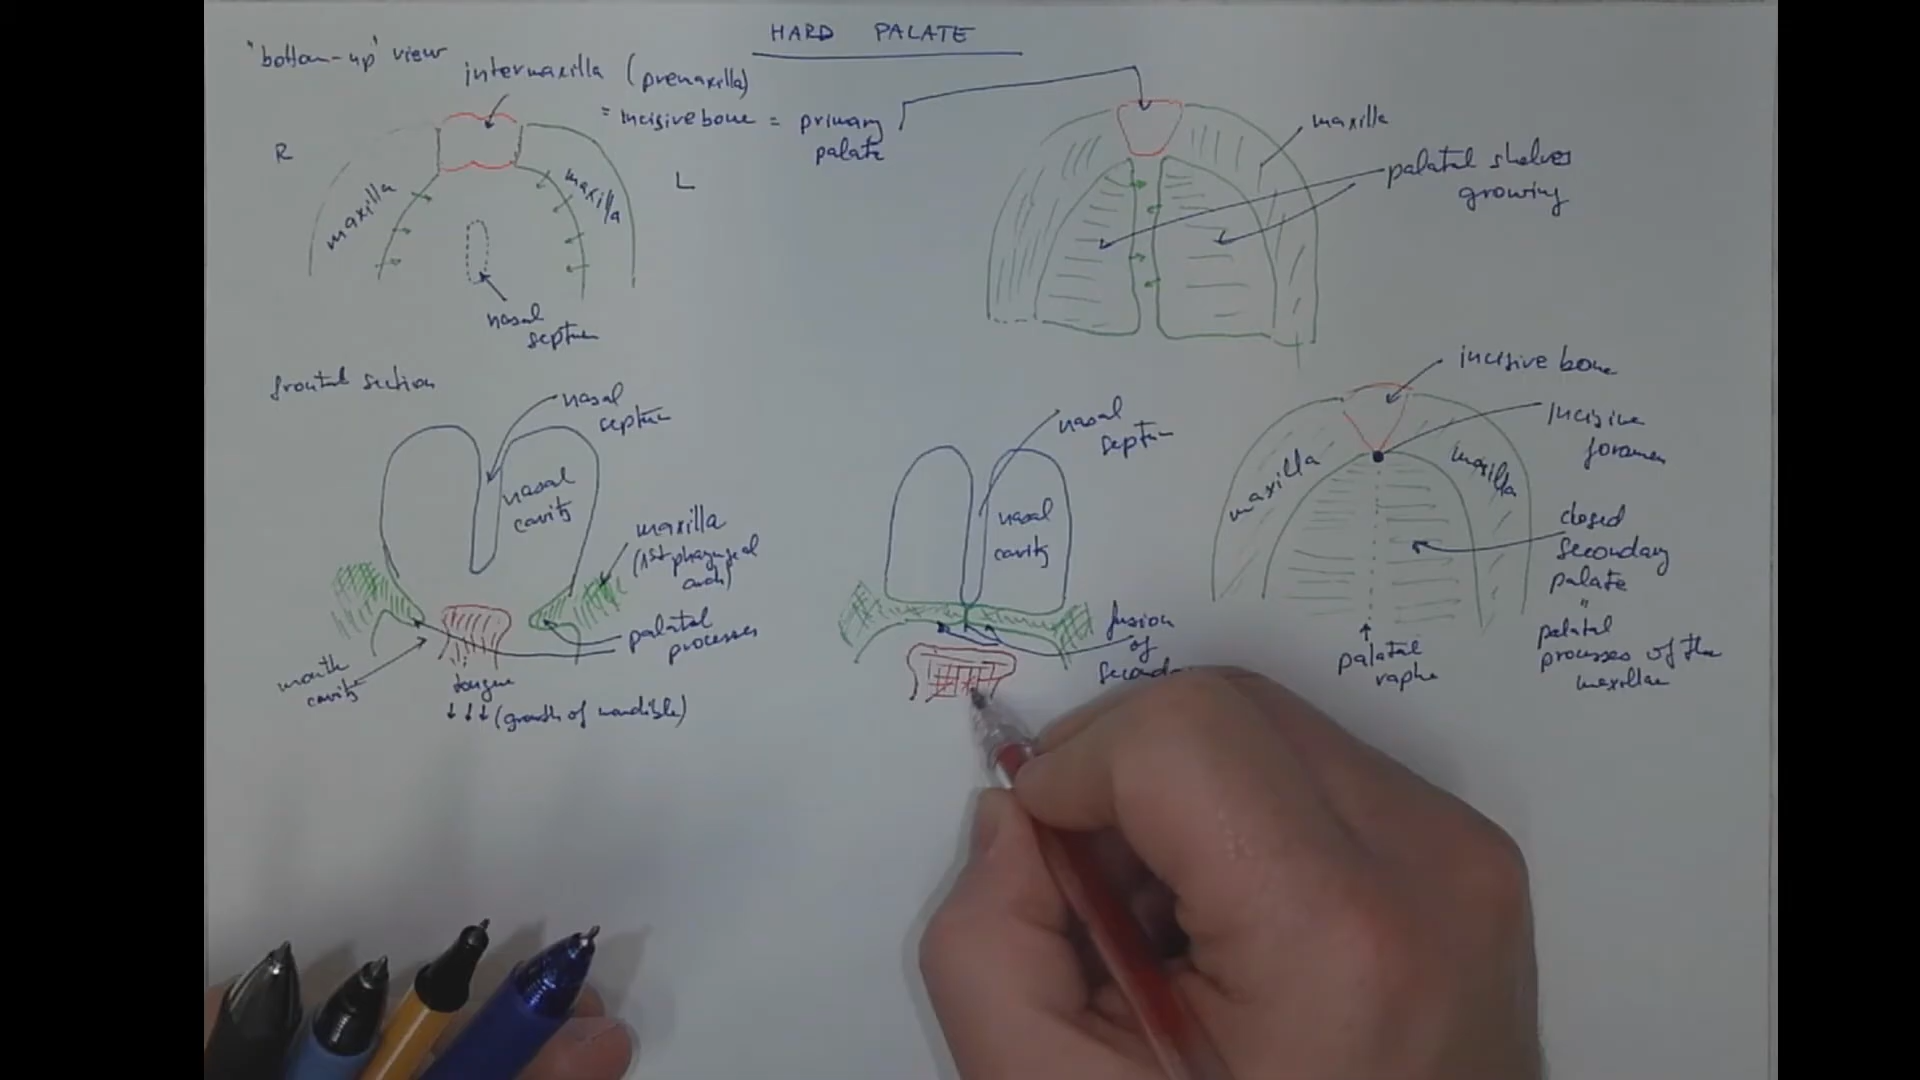 HARD PALATE
"bottom-up" view
intermaxilla (premaxilla)
= incisive bone = primary
palate
R
L
maxilla
maxilla
nasal
septum
maxilla
palatal shelves
growing
frontal section
nasal
septum
nasal
cavity
maxilla
(1st pharyngeal
arch)
palatal
processes
mouth
cavity
tongue
↓↓↓ (growth of mandible)
nasal
septum
nasal
cavity
fusion
of
incisive bone
incisive
foramen
maxilla
maxilla
closed
secondary
palate
"
palatal
processes of the
maxillae
palatal
raphe